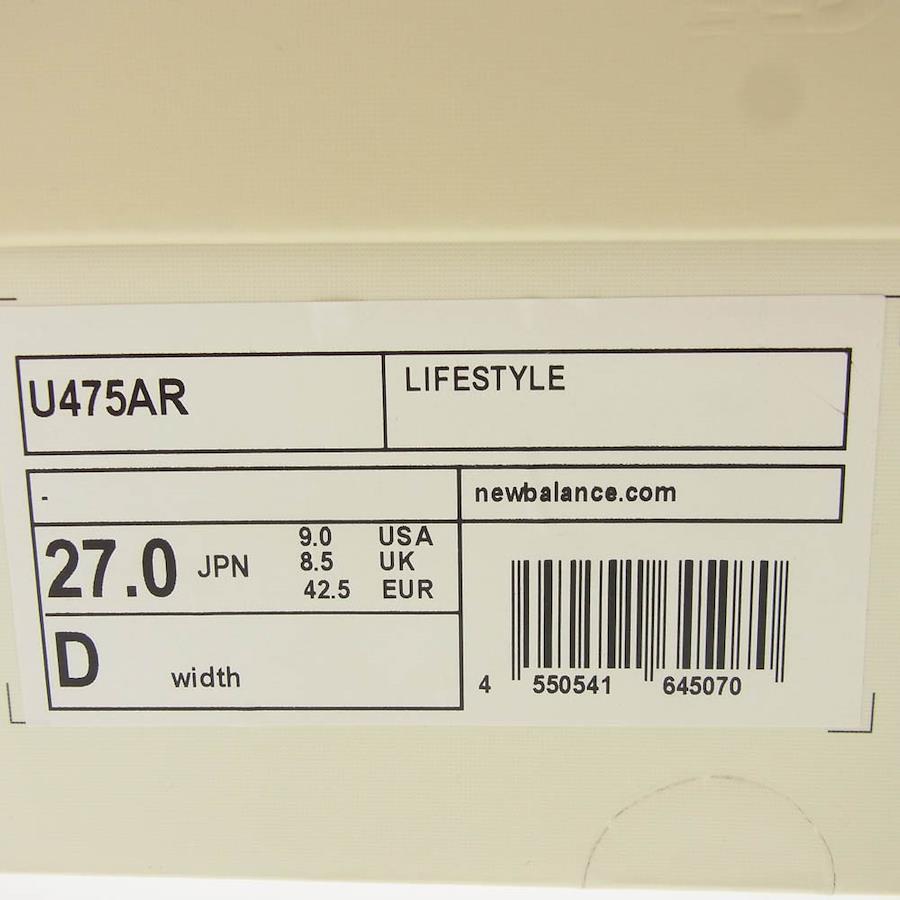 U475AR
LIFESTYLE
-
newbalance.com
27.0 JPN
9.0 USA
8.5 UK
42.5 EUR
D width
4 550541 645070